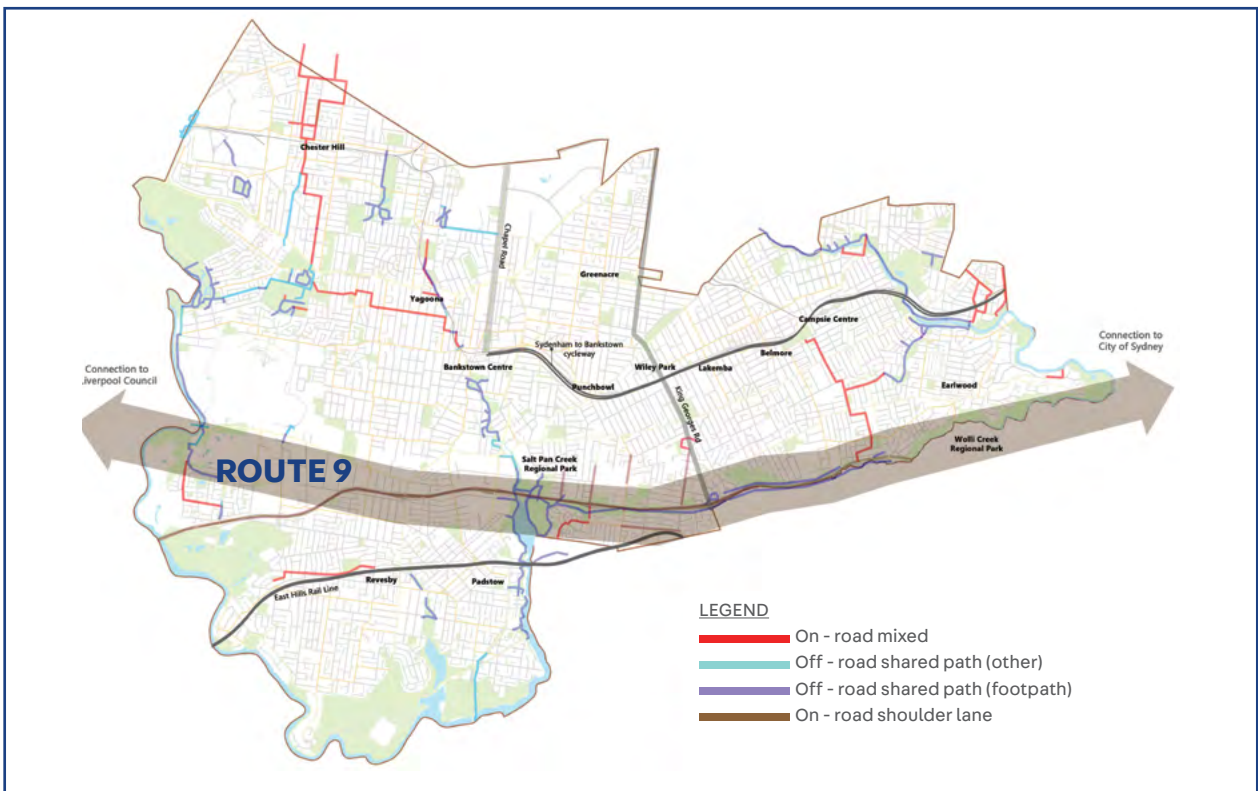 Chester Hill
Chapel Road
Greenacre
Yagoona
Campsie Centre
Sydenham to Bankstown
cycleway
Belmore
Connection to
City of Sydney
Bankstown Centre
Wiley Park
Lakemba
Connection to
Liverpool Council
Punchbowl
King Georges Rd
Earlwood
Wolli Creek
Regional Park
Salt Pan Creek
Regional Park
ROUTE 9
Revesby
Padstow
East Hills Rail Line
LEGEND
On - road mixed
Off - road shared path (other)
Off - road shared path (footpath)
On - road shoulder lane